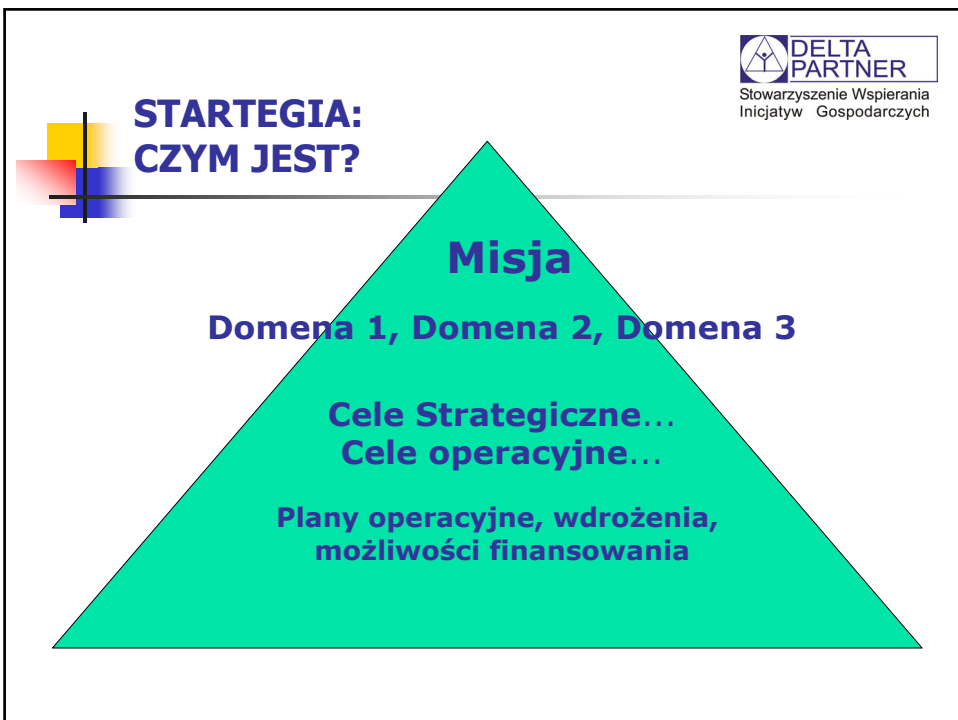 DELTA
PARTNER
Stowarzyszenie Wspierania
Inicjatyw Gospodarczych
STARTEGIA:
CZYM JEST?
Misja
Domena 1, Domena 2, Domena 3
Cele Strategiczne...
Cele operacyjne...
Plany operacyjne, wdrożenia,
możliwości finansowania